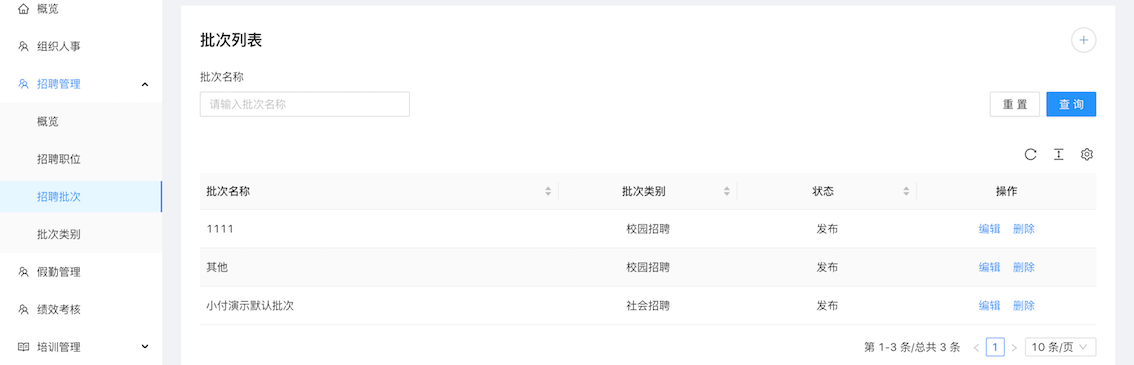 概览
组织人事
招聘管理
概览
招聘职位
招聘批次
批次类别
假勤管理
绩效考核
培训管理
批次列表
批次名称
请输入批次名称
重置 查询
批次名称 批次类别 状态 操作
1111 校园招聘 发布 编辑 删除
其他 校园招聘 发布 编辑 删除
小付演示默认批次 社会招聘 发布 编辑 删除
第 1-3 条/总共 3 条 1 10 条/页